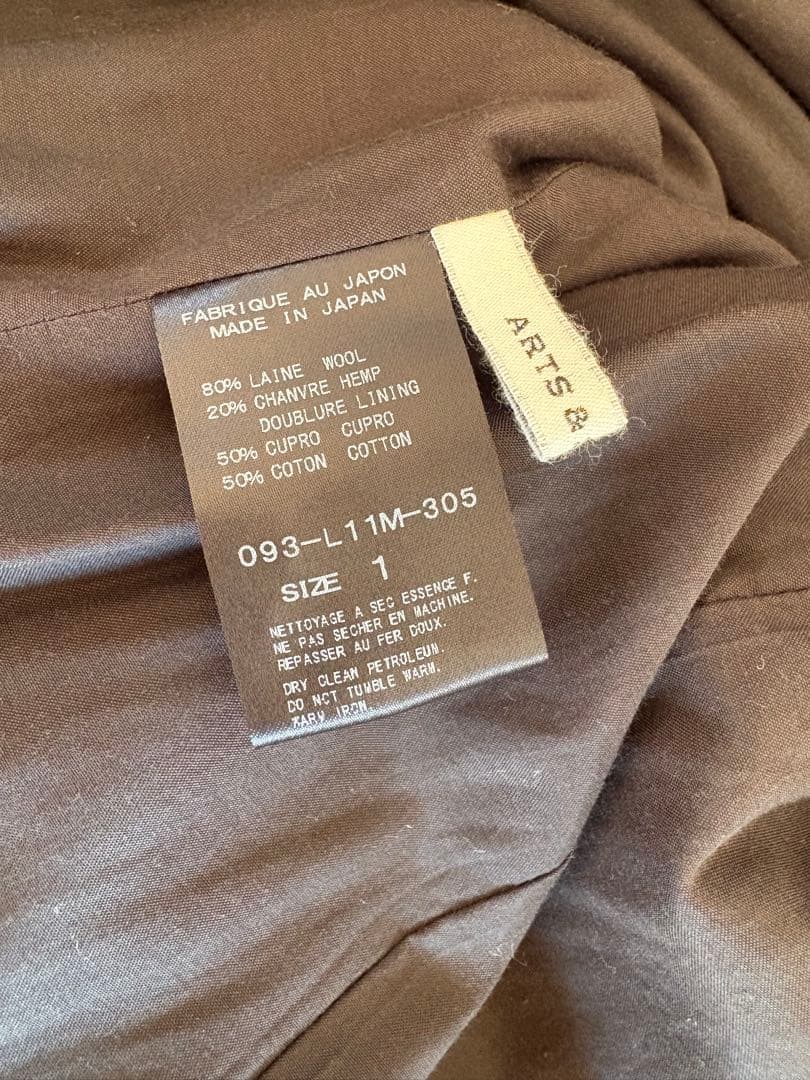 FABRIQUE AU JAPON
MADE IN JAPAN
80% LAINE WOOL
20% CHANVRE HEMP
DOUBLURE LINING
50% CUPRO CUPRO
50% COTON COTTON
093-L11M-305
SIZE 1
NETTOYAGE A SEC ESSENCE F.
NE PAS SECHER EN MACHINE.
REPASSER AU FER DOUX.
DRY CLEAN PETROLEUM.
DO NOT TUMBLE WARM.
IRON.
ARTS &